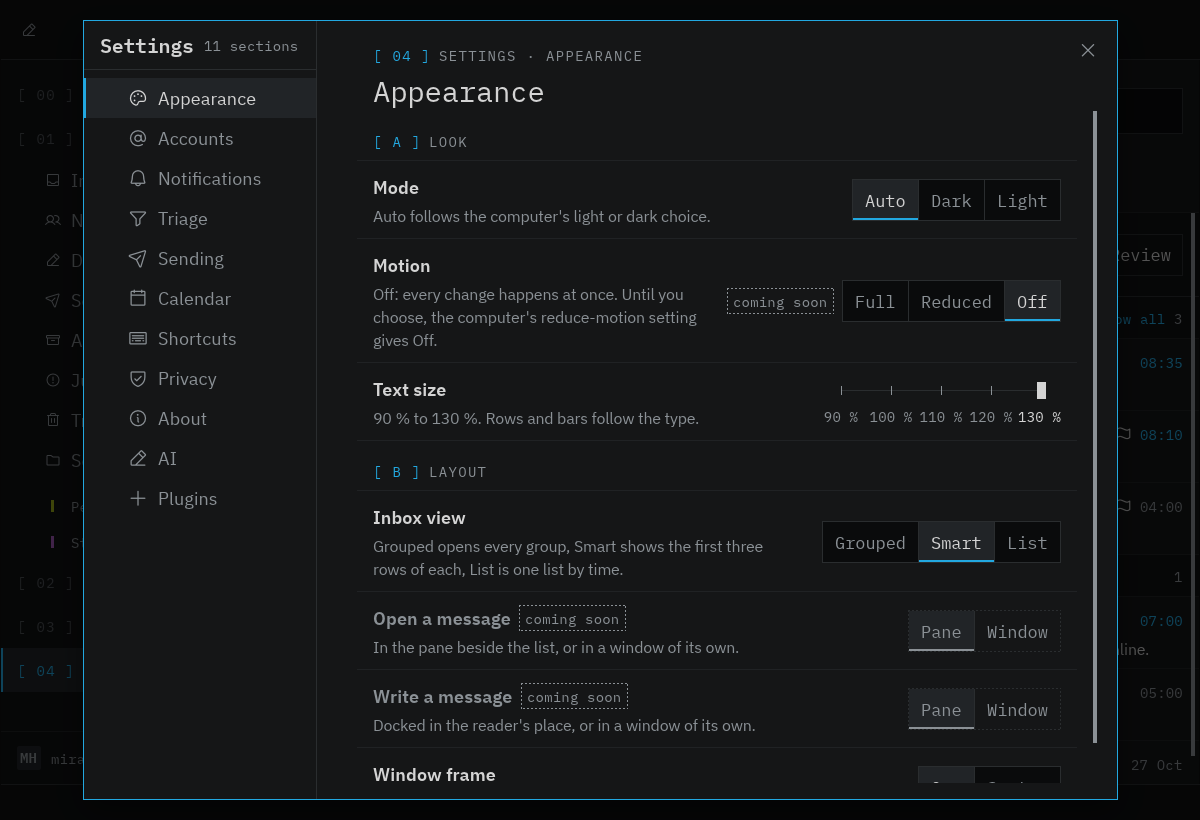 Settings 11 sections
Appearance
Accounts
Notifications
Triage
Sending
Calendar
Shortcuts
Privacy
About
AI
Plugins
[ 04 ] SETTINGS · APPEARANCE
Appearance
[ A ] LOOK
Mode
Auto follows the computer's light or dark choice.
Auto Dark Light
Motion
Off: every change happens at once. Until you
choose, the computer's reduce-motion setting
gives Off.
coming soon
Full Reduced Off
Text size
90 % to 130 %. Rows and bars follow the type.
90 % 100 % 110 % 120 % 130 %
[ B ] LAYOUT
Inbox view
Grouped opens every group, Smart shows the first three
rows of each, List is one list by time.
Grouped Smart List
Open a message coming soon
In the pane beside the list, or in a window of its own.
Pane Window
Write a message coming soon
Docked in the reader's place, or in a window of its own.
Pane Window
Window frame
[ 00 ]
[ 01 ]
[ 02 ]
[ 03 ]
[ 04 ]
MH
all 3
08:35
08:10
04:00
1
07:00
05:00
27 Oct